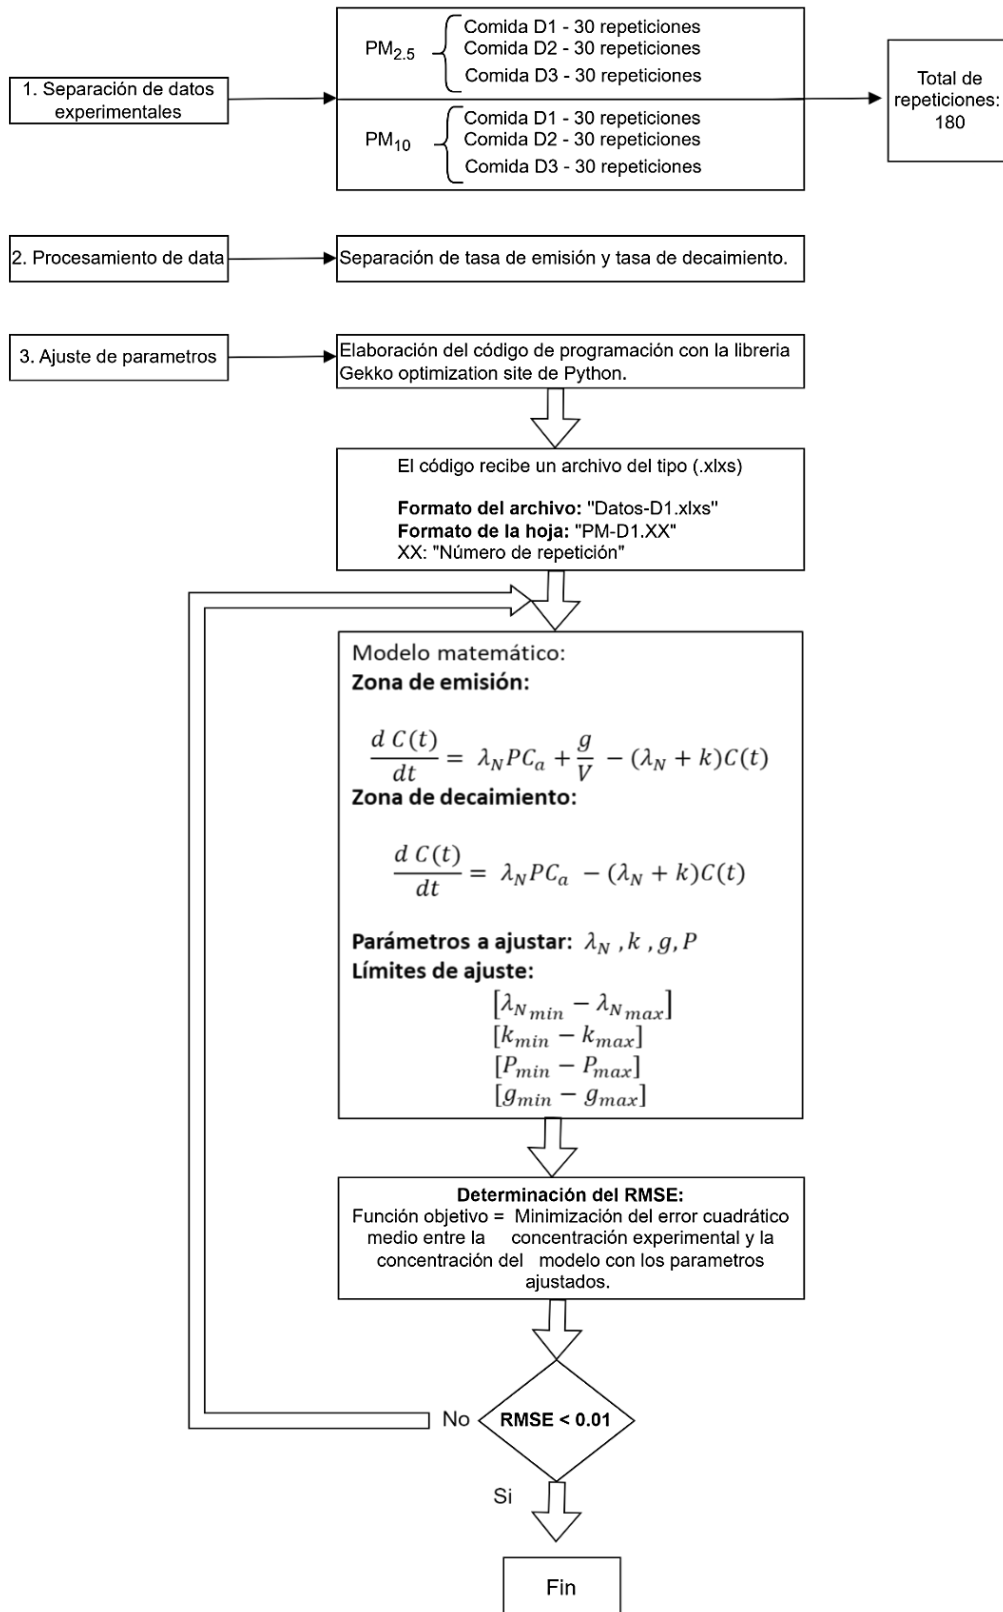 Comida D1 - 30 repeticiones
PM2.5
Comida D2 - 30 repeticiones
Comida D3 - 30 repeticiones
1. Separación de datos
experimentales
Total de
repeticiones:
180
Comida D1 - 30 repeticiones
PM10
Comida D2 - 30 repeticiones
Comida D3 - 30 repeticiones
2. Procesamiento de data
Separación de tasa de emisión y tasa de decaimiento.
3. Ajuste de parametros
Elaboración del código de programación con la libreria
Gekko optimization site de Python.
El código recibe un archivo del tipo (.xlxs)
Formato del archivo: "Datos-D1.xlxs"
Formato de la hoja: "PM-D1.XX"
XX: "Número de repetición"
Modelo matemático:
Zona de emisión:
d C(t)/dt = λN PCa + g/V − (λN + k)C(t)
Zona de decaimiento:
d C(t)/dt = λN PCa − (λN + k)C(t)
Parámetros a ajustar: λN , k , g, P
Límites de ajuste:
[λNmin − λNmax]
[kmin − kmax]
[Pmin − Pmax]
[gmin − gmax]
Determinación del RMSE:
Función objetivo = Minimización del error cuadrático
medio entre la concentración experimental y la
concentración del modelo con los parametros
ajustados.
No
RMSE < 0.01
Si
Fin